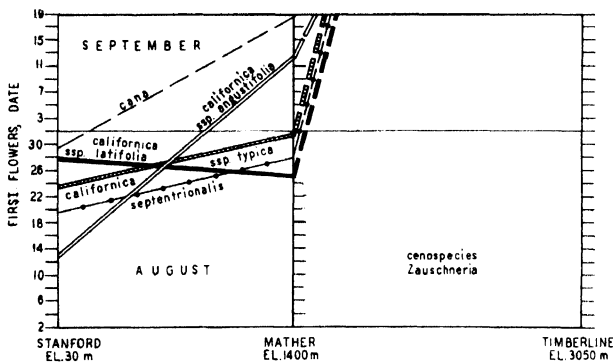 FIRST FLOWERS, DATE
19
15
11
7
3
30
26
22
18
14
10
6
2
SEPTEMBER
cana
californica
ssp. angustifolia
californica
ssp. latifolia
ssp. typica
californica
septentrionalis
AUGUST
cenospecies
Zauschneria
STANFORD
EL. 30 m
MATHER
EL. 1400 m
TIMBERLINE
EL. 3050 m